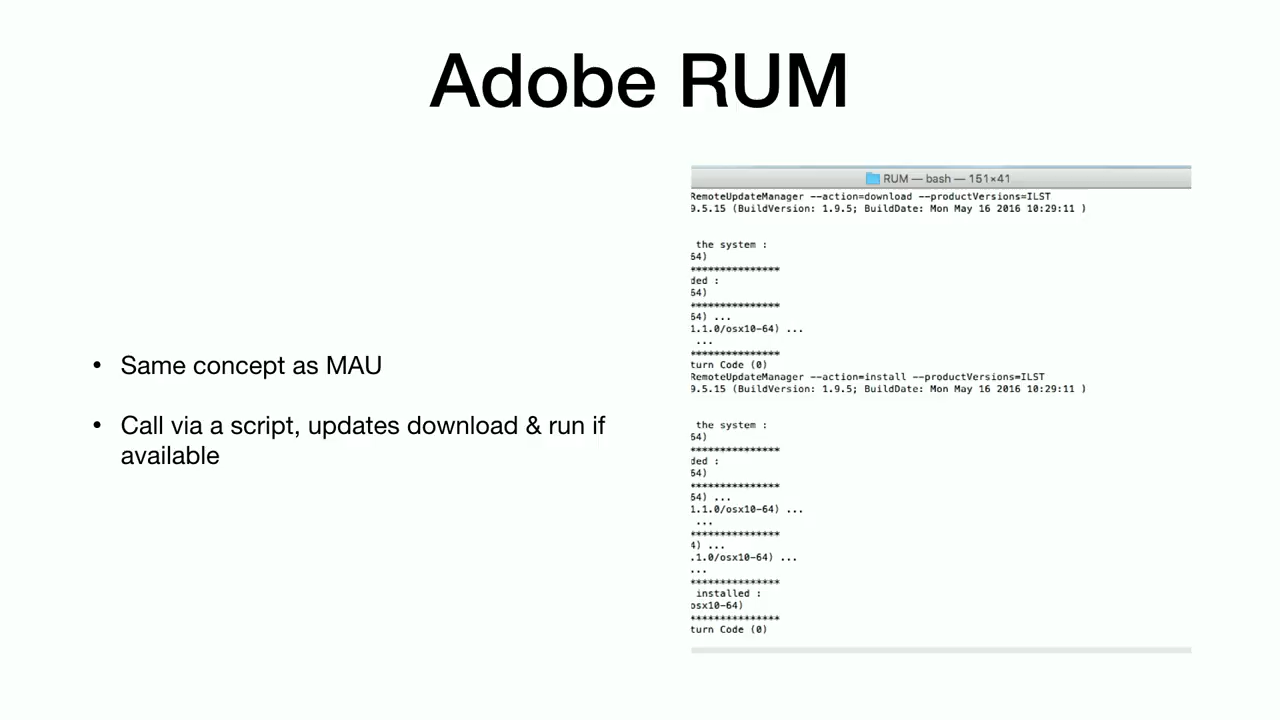 Adobe RUM
• Same concept as MAU
• Call via a script, updates download & run if
available
RUM — bash — 151×41
RemoteUpdateManager --action=download --productVersions=ILST
9.5.15 (BuildVersion: 1.9.5; BuildDate: Mon May 16 2016 10:29:11 )
the system :
64)
***************
ded :
64)
***************
64) ...
1.1.0/osx10-64) ...
...
***************
turn Code (0)
RemoteUpdateManager --action=install --productVersions=ILST
9.5.15 (BuildVersion: 1.9.5; BuildDate: Mon May 16 2016 10:29:11 )
the system :
64)
***************
ded :
64)
***************
64) ...
1.1.0/osx10-64) ...
...
***************
4) ...
.1.0/osx10-64) ...
...
***************
installed :
osx10-64)
***************
turn Code (0)